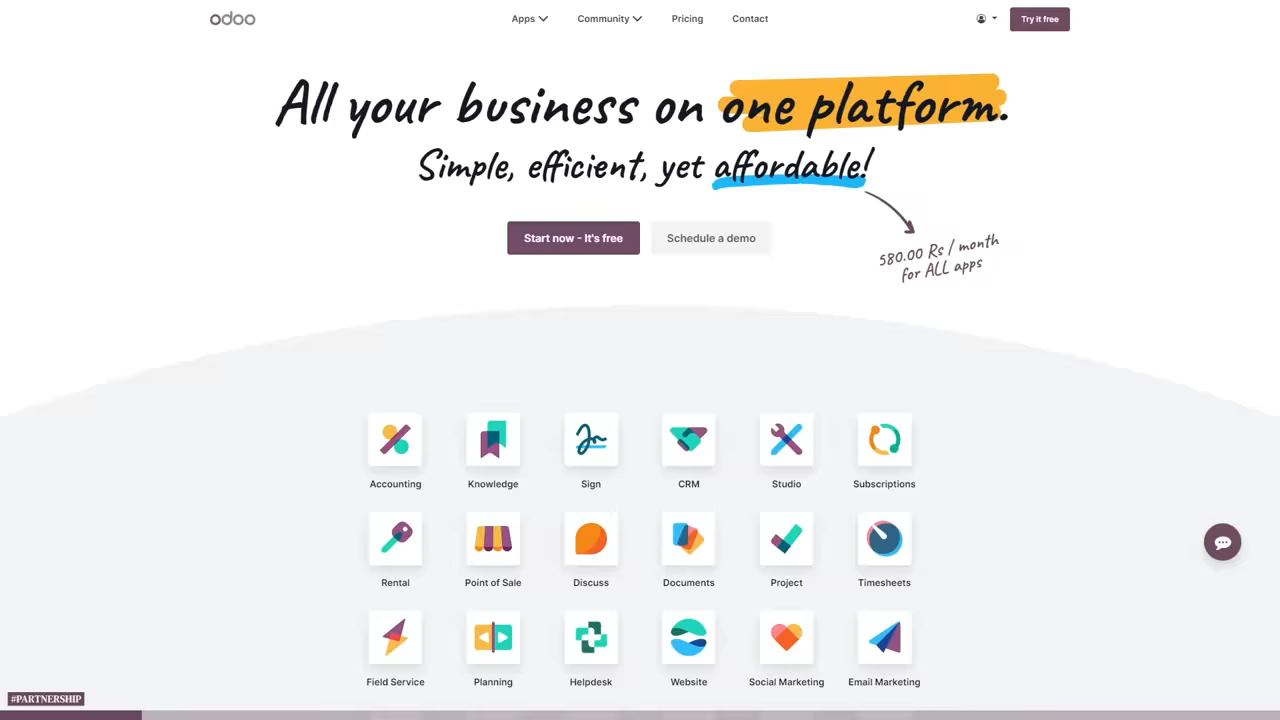 odoo
Apps Community Pricing Contact
Try it free
All your business on one platform.
Simple, efficient, yet affordable!
Start now - It's free
Schedule a demo
580.00 Rs / month
for ALL apps
Accounting Knowledge Sign CRM Studio Subscriptions
Rental Point of Sale Discuss Documents Project Timesheets
Field Service Planning Helpdesk Website Social Marketing Email Marketing
#PARTNERSHIP